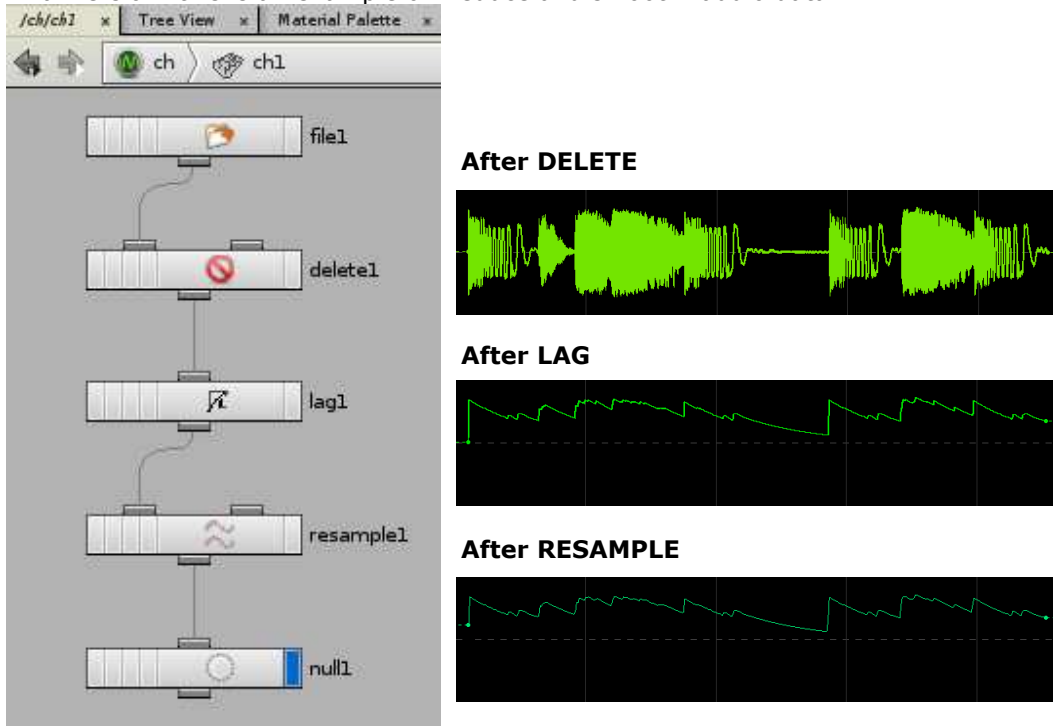 /ch/ch1 × Tree View × Material Palette ×
ch ch1
file1
delete1
lag1
resample1
null1
After DELETE
After LAG
After RESAMPLE